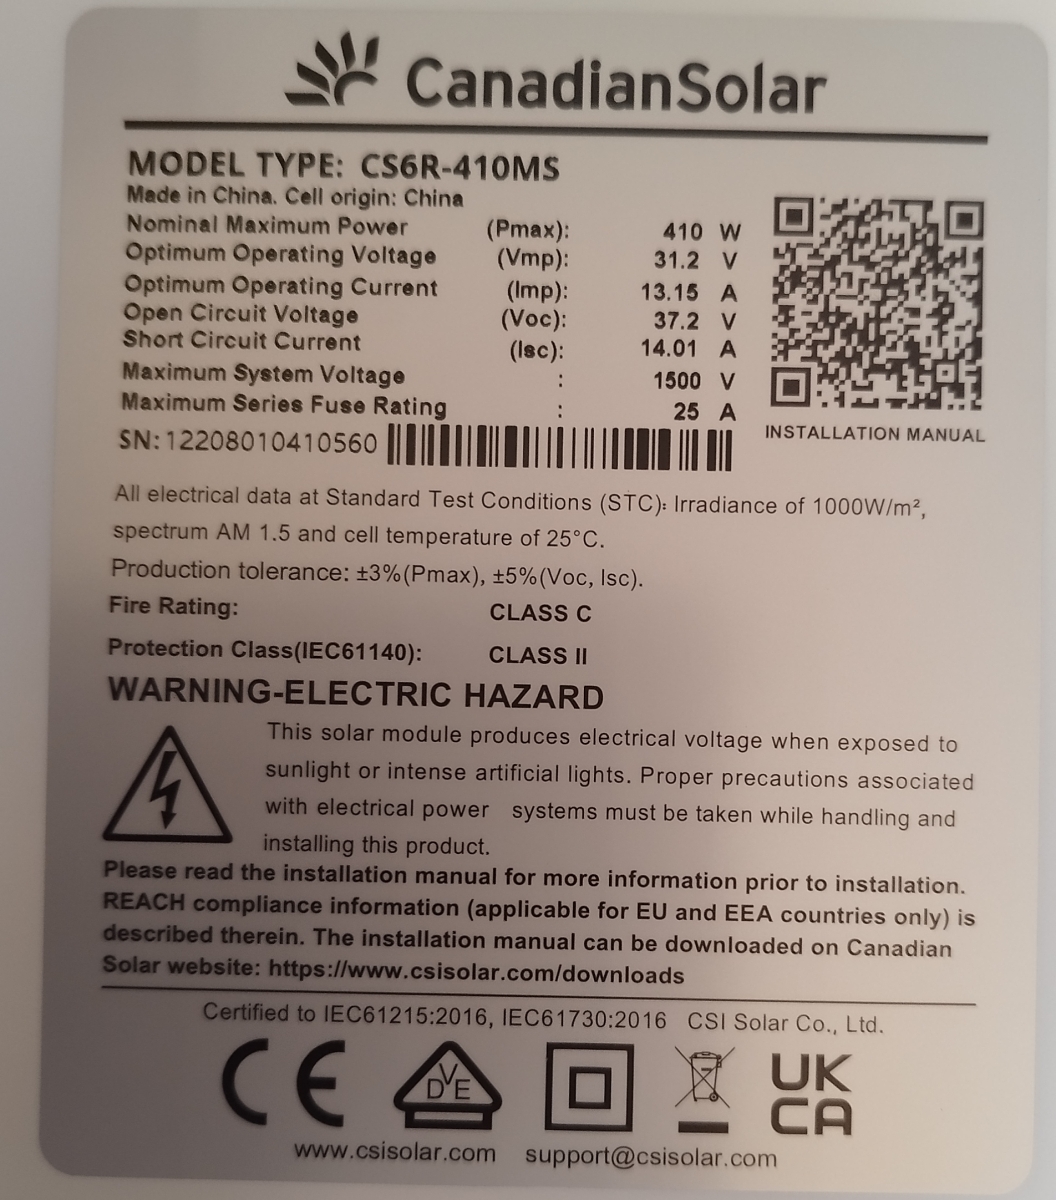 CanadianSolar
MODEL TYPE: CS6R-410MS
Made in China. Cell origin: China
Nominal Maximum Power (Pmax): 410 W
Optimum Operating Voltage (Vmp): 31.2 V
Optimum Operating Current (Imp): 13.15 A
Open Circuit Voltage (Voc): 37.2 V
Short Circuit Current (Isc): 14.01 A
Maximum System Voltage : 1500 V
Maximum Series Fuse Rating : 25 A
SN: 12208010410560
INSTALLATION MANUAL
All electrical data at Standard Test Conditions (STC): Irradiance of 1000W/m²,
spectrum AM 1.5 and cell temperature of 25°C.
Production tolerance: ±3%(Pmax), ±5%(Voc, Isc).
Fire Rating: CLASS C
Protection Class(IEC61140): CLASS II
WARNING-ELECTRIC HAZARD
This solar module produces electrical voltage when exposed to
sunlight or intense artificial lights. Proper precautions associated
with electrical power systems must be taken while handling and
installing this product.
Please read the installation manual for more information prior to installation.
REACH compliance information (applicable for EU and EEA countries only) is
described therein. The installation manual can be downloaded on Canadian
Solar website: https://www.csisolar.com/downloads
Certified to IEC61215:2016, IEC61730:2016 CSI Solar Co., Ltd.
CE DVE UK
CA
www.csisolar.com support@csisolar.com